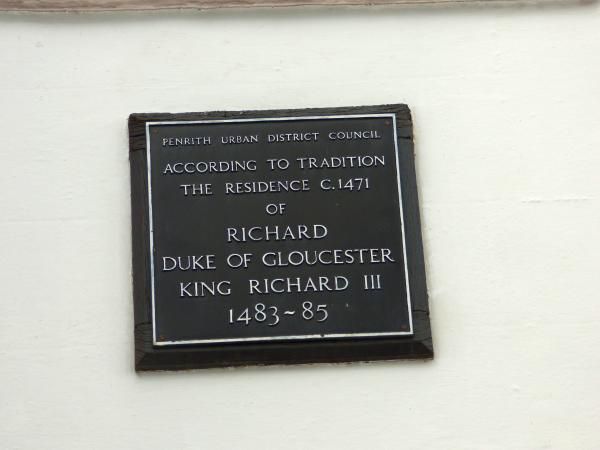 PENRITH URBAN DISTRICT COUNCIL
ACCORDING TO TRADITION
THE RESIDENCE C.1471
OF
RICHARD
DUKE OF GLOUCESTER
KING RICHARD III
1483~85